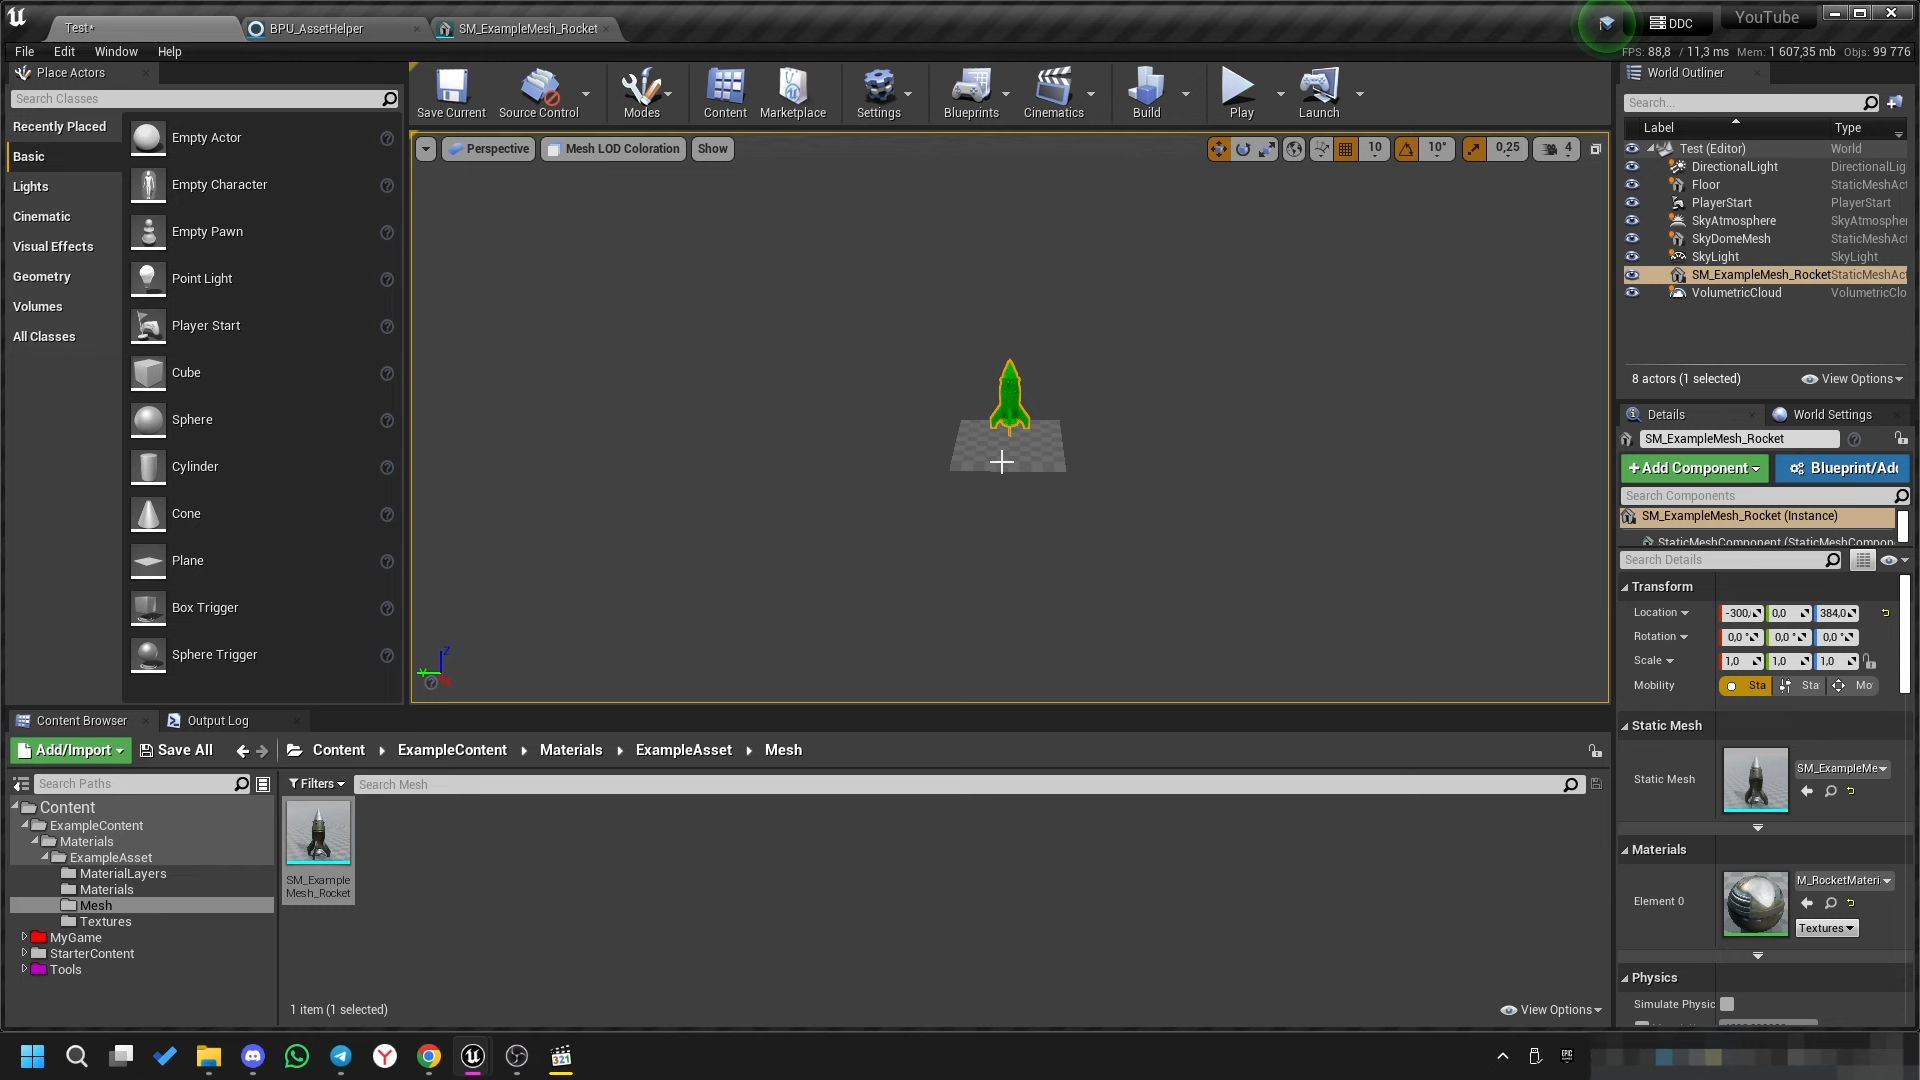 Test*
BPU_AssetHelper
SM_ExampleMesh_Rocket
DDC
YouTube
File
Edit
Window
Help
FPS: 88,8 / 11,3 ms Mem: 1 607,35 mb Objs: 99 776
Place Actors
Search Classes
Recently Placed
Basic
Lights
Cinematic
Visual Effects
Geometry
Volumes
All Classes
Empty Actor
Empty Character
Empty Pawn
Point Light
Player Start
Cube
Sphere
Cylinder
Cone
Plane
Box Trigger
Sphere Trigger
Save Current
Source Control
Modes
Content
Marketplace
Settings
Blueprints
Cinematics
Build
Play
Launch
Perspective
Mesh LOD Coloration
Show
10
10°
0,25
4
Z
Y
World Outliner
Search...
Label
Type
Test (Editor) World
DirectionalLight DirectionalLig
Floor StaticMeshAct
PlayerStart PlayerStart
SkyAtmosphere SkyAtmospher
SkyDomeMesh StaticMeshAct
SkyLight SkyLight
SM_ExampleMesh_Rocket StaticMeshAct
VolumetricCloud VolumetricClo
8 actors (1 selected)
View Options
Details
World Settings
SM_ExampleMesh_Rocket
+Add Component
Blueprint/Add
Search Components
SM_ExampleMesh_Rocket (Instance)
StaticMeshComponent (StaticMeshCompon
Search Details
Transform
Location -300, 0,0 384,0
Rotation 0,0 ° 0,0 ° 0,0 °
Scale 1,0 1,0 1,0
Mobility Sta Sta Mo
Static Mesh
Static Mesh
SM_ExampleMe
Materials
Element 0
M_RocketMateri
Textures
Physics
Simulate Physic
Content Browser
Output Log
Add/Import
Save All
Content
ExampleContent
Materials
ExampleAsset
Mesh
Search Paths
Filters
Search Mesh
Content
ExampleContent
Materials
ExampleAsset
MaterialLayers
Materials
Mesh
Textures
MyGame
StarterContent
Tools
SM_Example
Mesh_Rocket
1 item (1 selected)
View Options
321
EPIC